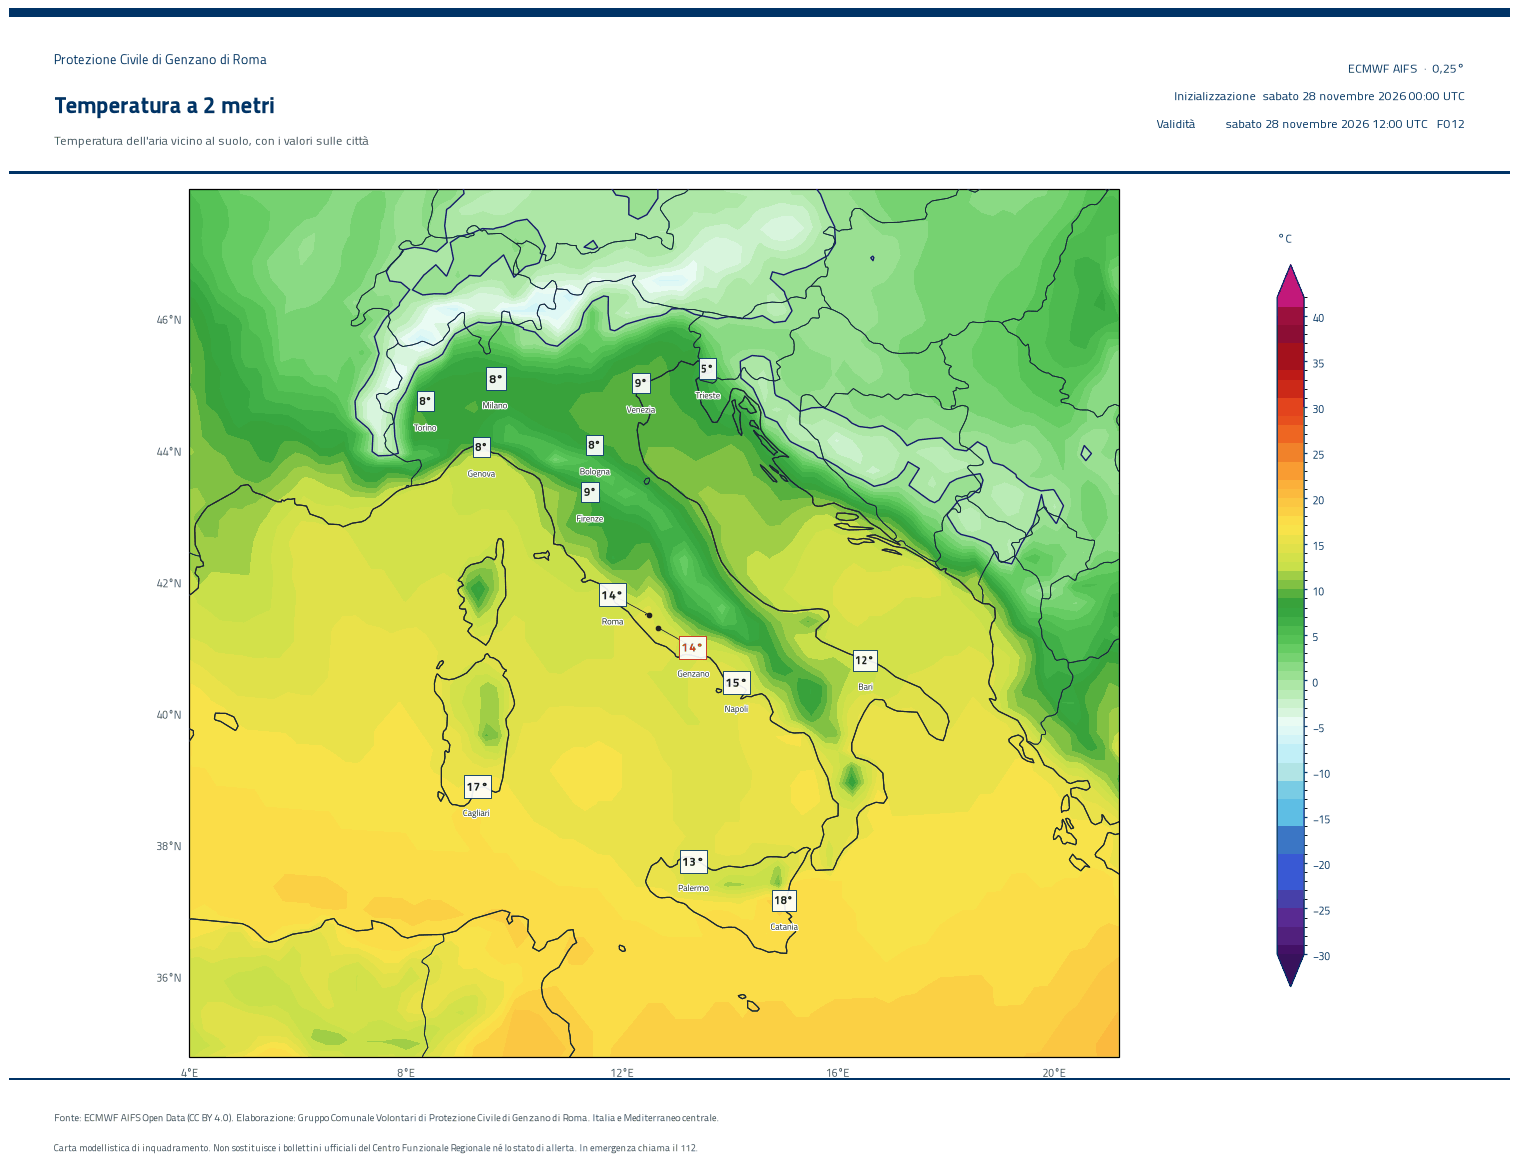 Protezione Civile di Genzano di Roma
Temperatura a 2 metri
Temperatura dell'aria vicino al suolo, con i valori sulle città
ECMWF AIFS · 0,25°
Inizializzazione sabato 28 novembre 2026 00:00 UTC
Validità sabato 28 novembre 2026 12:00 UTC F012
46°N
44°N
42°N
40°N
38°N
36°N
4°E
8°E
12°E
16°E
20°E
8°
Torino
8°
Milano
9°
Venezia
5°
Trieste
8°
Genova
8°
Bologna
9°
Firenze
14°
Roma
14°
Genzano
15°
Napoli
12°
Bari
17°
Cagliari
13°
Palermo
18°
Catania
°C
40
35
30
25
20
15
10
5
0
−5
−10
−15
−20
−25
−30
Fonte: ECMWF AIFS Open Data (CC BY 4.0). Elaborazione: Gruppo Comunale Volontari di Protezione Civile di Genzano di Roma. Italia e Mediterraneo centrale.
Carta modellistica di inquadramento. Non sostituisce i bollettini ufficiali del Centro Funzionale Regionale né lo stato di allerta. In emergenza chiama il 112.